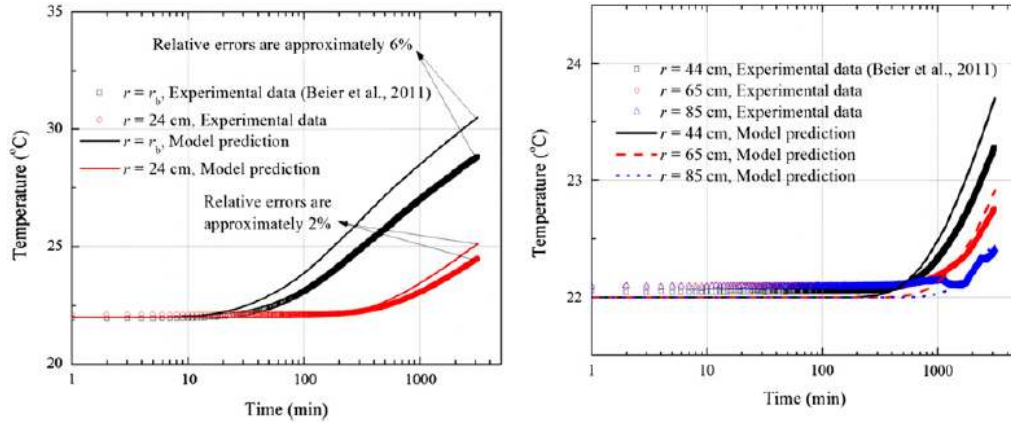 35
30
25
20
Temperature (°C)
1
10
100
1000
Time (min)
Relative errors are approximately 6%
r = rb, Experimental data (Beier et al., 2011)
r = 24 cm, Experimental data
r = rb, Model prediction
r = 24 cm, Model prediction
Relative errors are
approximately 2%
24
23
22
Temperature (°C)
1
10
100
1000
Time (min)
r = 44 cm, Experimental data (Beier et al., 2011)
r = 65 cm, Experimental data
r = 85 cm, Experimental data
r = 44 cm, Model prediction
r = 65 cm, Model prediction
r = 85 cm, Model prediction